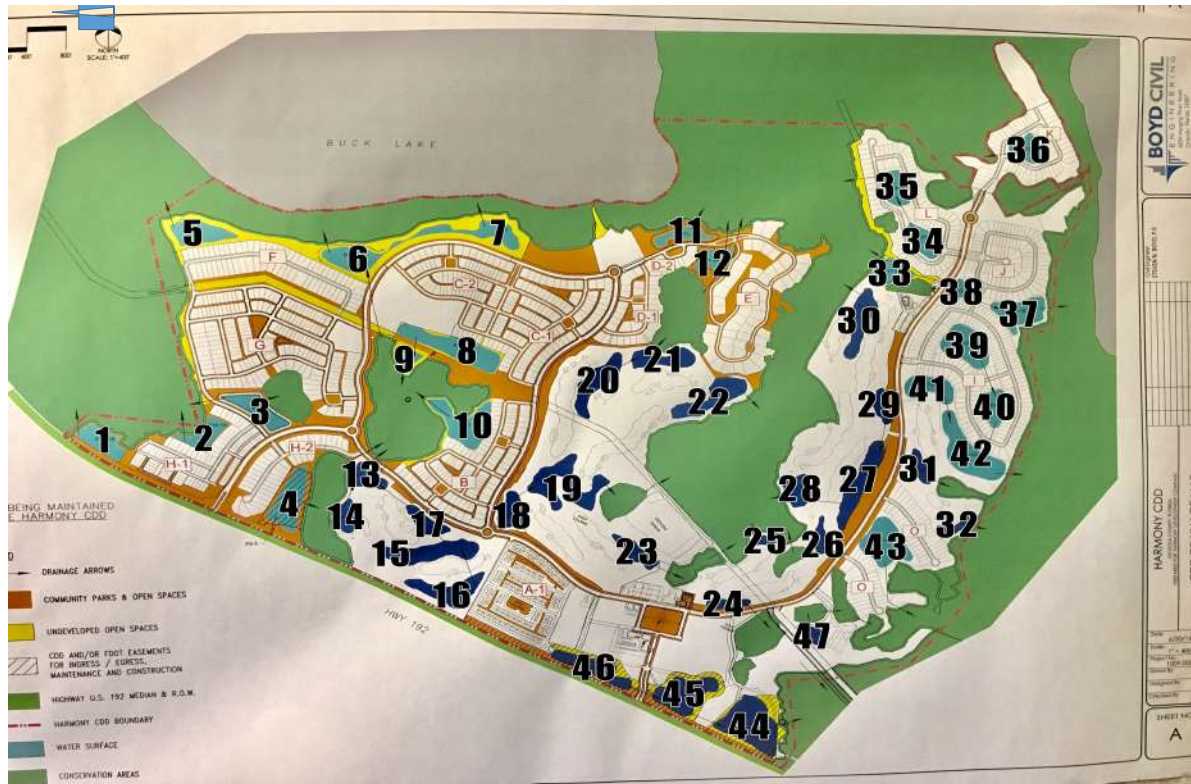 NORTH
SCALE: 1"=400'
BUCK LAKE
BOYD CIVIL
ENGINEERING
36
K
35
L
34
5
6
7
11
F
D-2
12
33
J
38
C-2
E
37
30
C-1
D-1
8
G
9
39
21
20
22
41
I
29
40
3
10
1
2
42
H-1
H-2
13
B
27
31
4
19
28
14
17
18
O
32
15
23
25
26
43
16
A-1
O
24
HWY 192
47
46
45
44
BEING MAINTAINED
HARMONY CDD
DRAINAGE ARROWS
COMMUNITY PARKS & OPEN SPACES
UNDEVELOPED OPEN SPACES
CDD AND/OR FOOT EASEMENTS
FOR INGRESS / EGRESS,
MAINTENANCE AND CONSTRUCTION
HIGHWAY U.S. 192 MEDIAN & R.O.W.
HARMONY CDD BOUNDARY
WATER SURFACE
CONSERVATION AREAS
HARMONY CDD
Date
Scale
SHEET NO
A